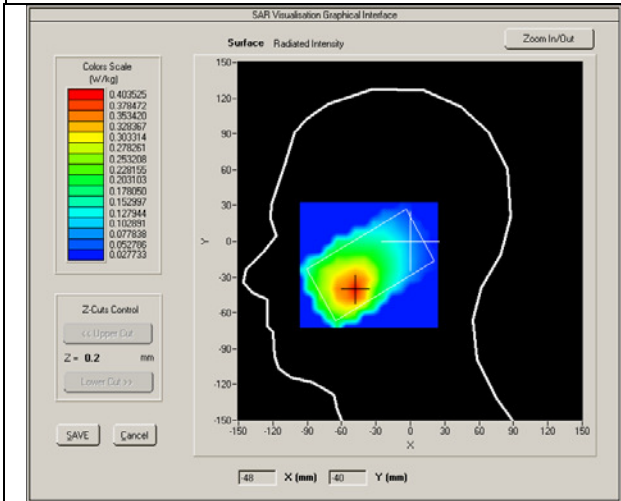 SAR Visualisation Graphical Interface
Surface Radiated Intensity
Zoom In/Out
Colors Scale
(W/kg)
0.403525
0.378472
0.353420
0.328367
0.303314
0.278261
0.253208
0.228155
0.203103
0.178050
0.152997
0.127944
0.102891
0.077838
0.052786
0.027733
Z-Cuts Control
<< Upper Cut
Z = 0.2 mm
Lower Cut >>
SAVE Cancel
150-
90-
60-
30-
Y 0-
-30-
-60-
-90-
-120-
-150-
-150 -120 -90 -60 -30 0 30 60 90 120 150
X
-48 X (mm) -40 Y (mm)